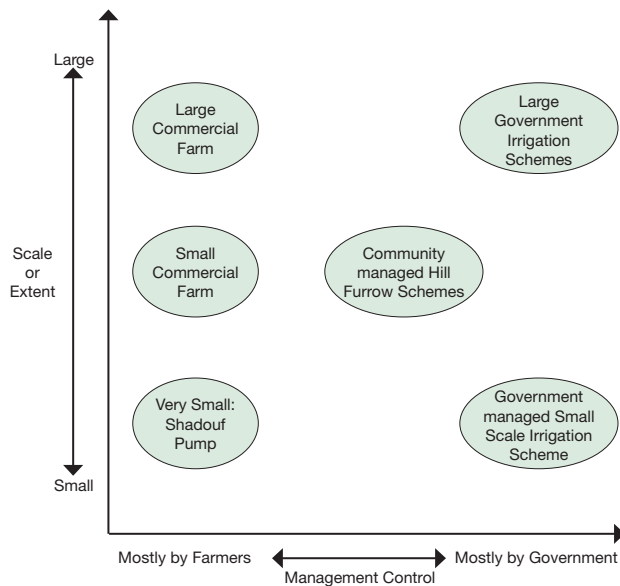 Large
Large
Commercial
Farm
Large
Government
Irrigation
Schemes
Scale
or
Extent
Small
Commercial
Farm
Community
managed Hill
Furrow Schemes
Very Small:
Shadouf
Pump
Government
managed Small
Scale Irrigation
Scheme
Small
Mostly by Farmers
Mostly by Government
Management Control